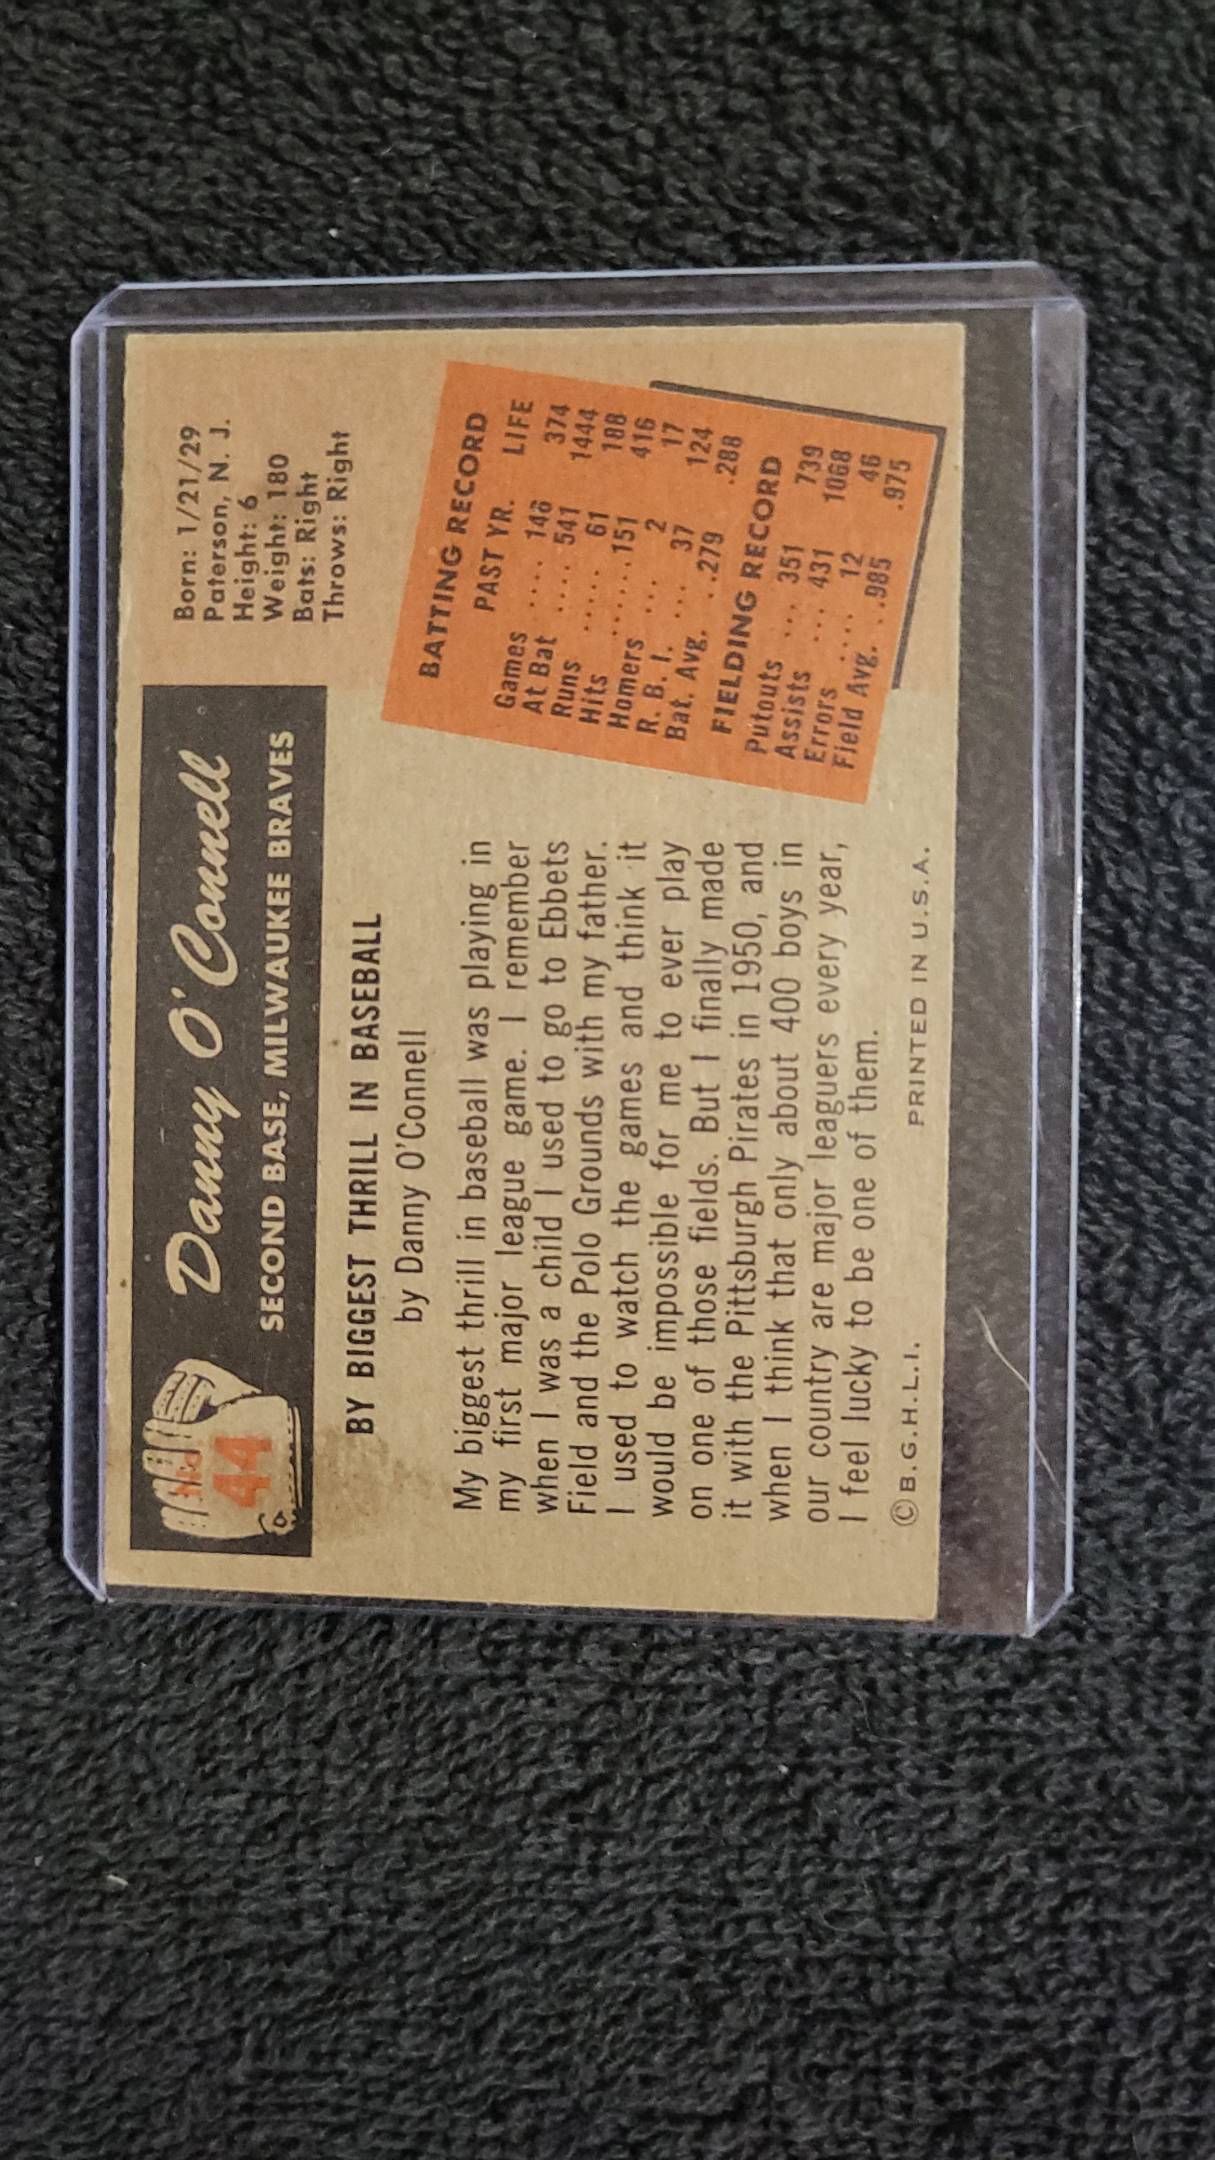 No.
44
Danny O'Connell
SECOND BASE, MILWAUKEE BRAVES
Born: 1/21/29
Paterson, N. J.
Height: 6
Weight: 180
Bats: Right
Throws: Right
BY BIGGEST THRILL IN BASEBALL
by Danny O'Connell
My biggest thrill in baseball was playing in
my first major league game. I remember
when I was a child I used to go to Ebbets
Field and the Polo Grounds with my father.
I used to watch the games and think it
would be impossible for me to ever play
on one of those fields. But I finally made
it with the Pittsburgh Pirates in 1950, and
when I think that only about 400 boys in
our country are major leaguers every year,
I feel lucky to be one of them.
BATTING RECORD
PAST YR. LIFE
Games .... 146 374
At Bat .... 541 1444
Runs ..... 61 188
Hits ......151 416
Homers ... 2 17
R. B. I. ... 37 124
Bat. Avg. . .279 .288
FIELDING RECORD
Putouts ... 351 739
Assists ... 431 1068
Errors .... 12 46
Field Avg. . .985 .975
©B.G.H.L.I. PRINTED IN U.S.A.